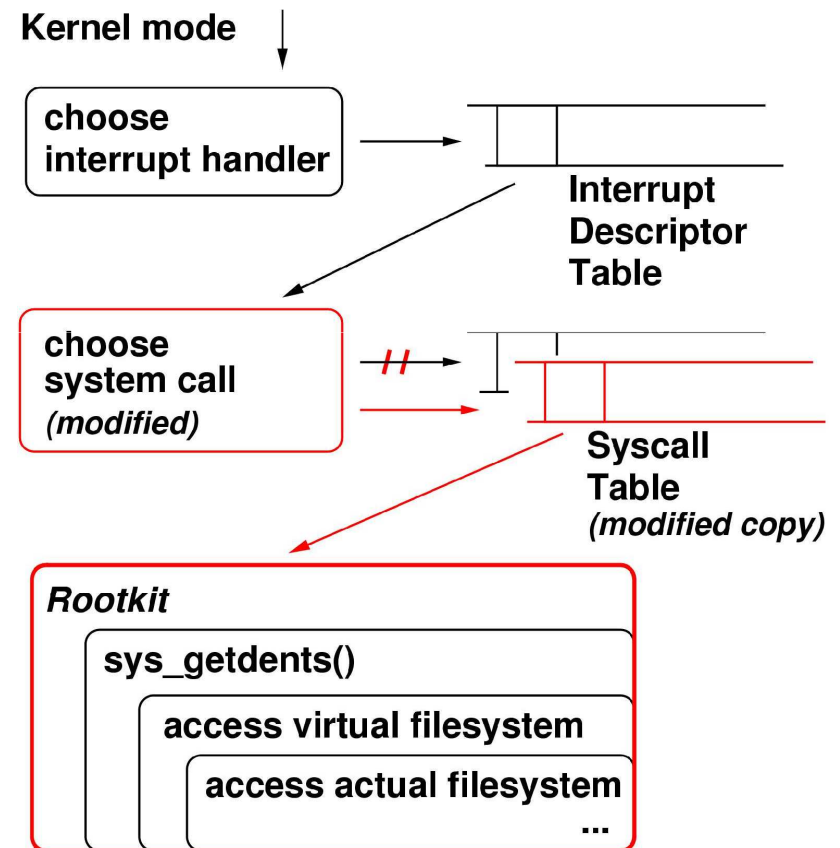 Kernel mode
choose
interrupt handler
Interrupt
Descriptor
Table
choose
system call
(modified)
Syscall
Table
(modified copy)
Rootkit
sys_getdents()
access virtual filesystem
access actual filesystem
...